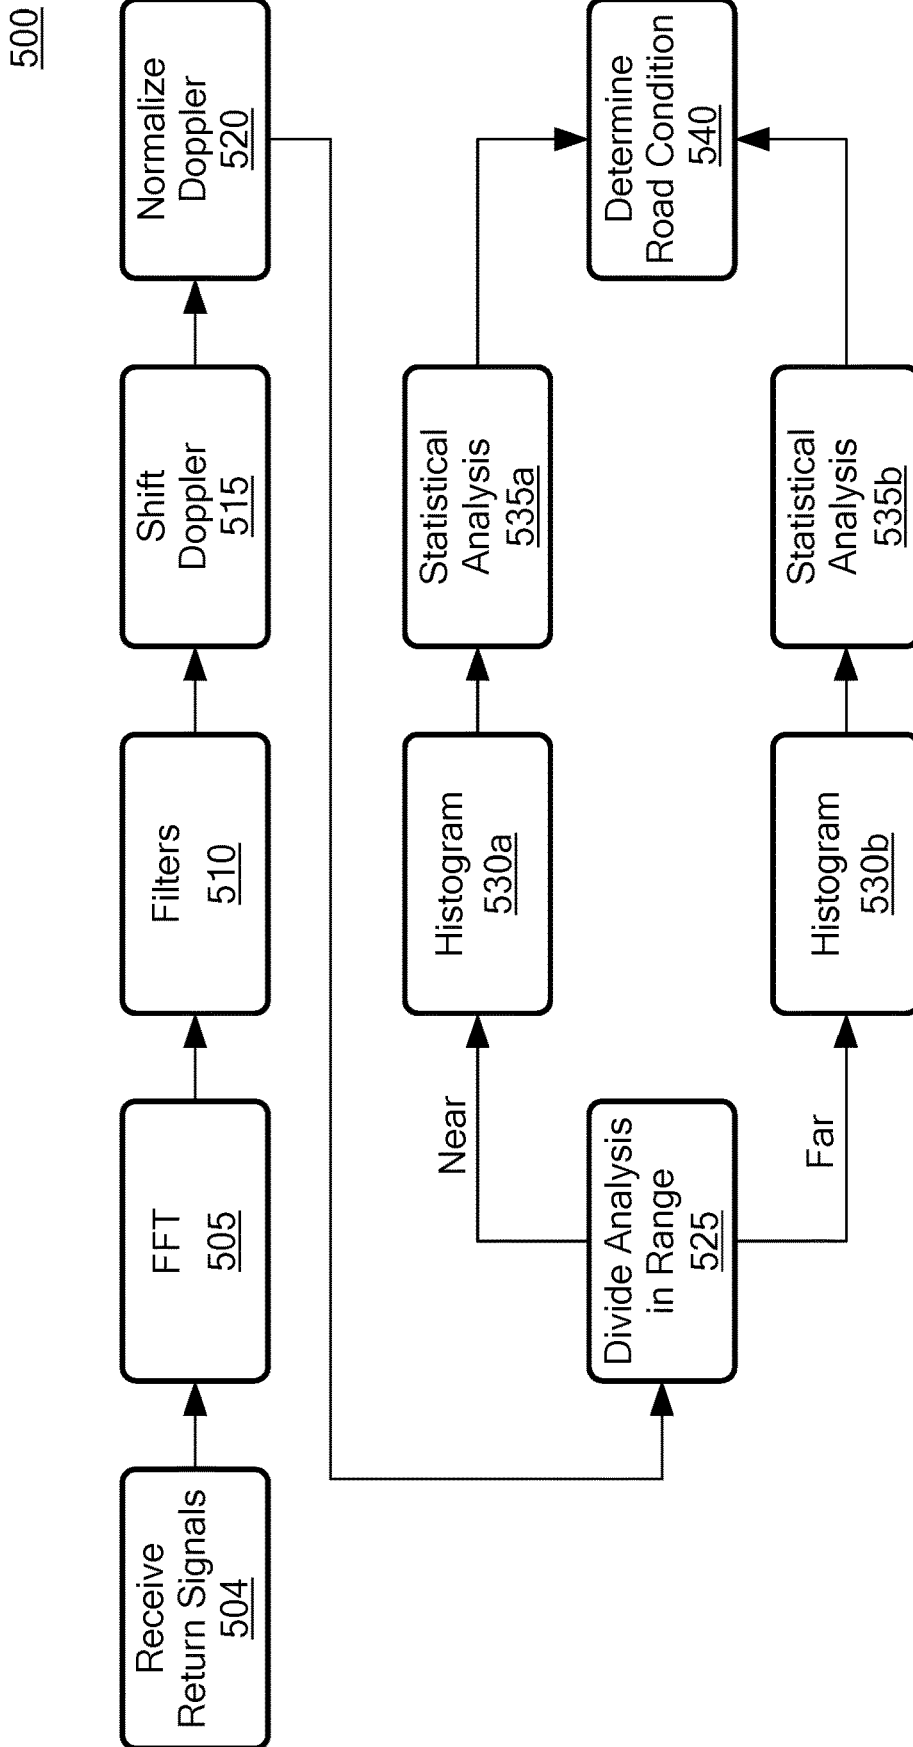 500
Receive
Return Signals
504
FFT
505
Filters
510
Shift
Doppler
515
Normalize
Doppler
520
Divide Analysis
in Range
525
Near
Histogram
530a
Statistical
Analysis
535a
Far
Histogram
530b
Statistical
Analysis
535b
Determine
Road Condition
540